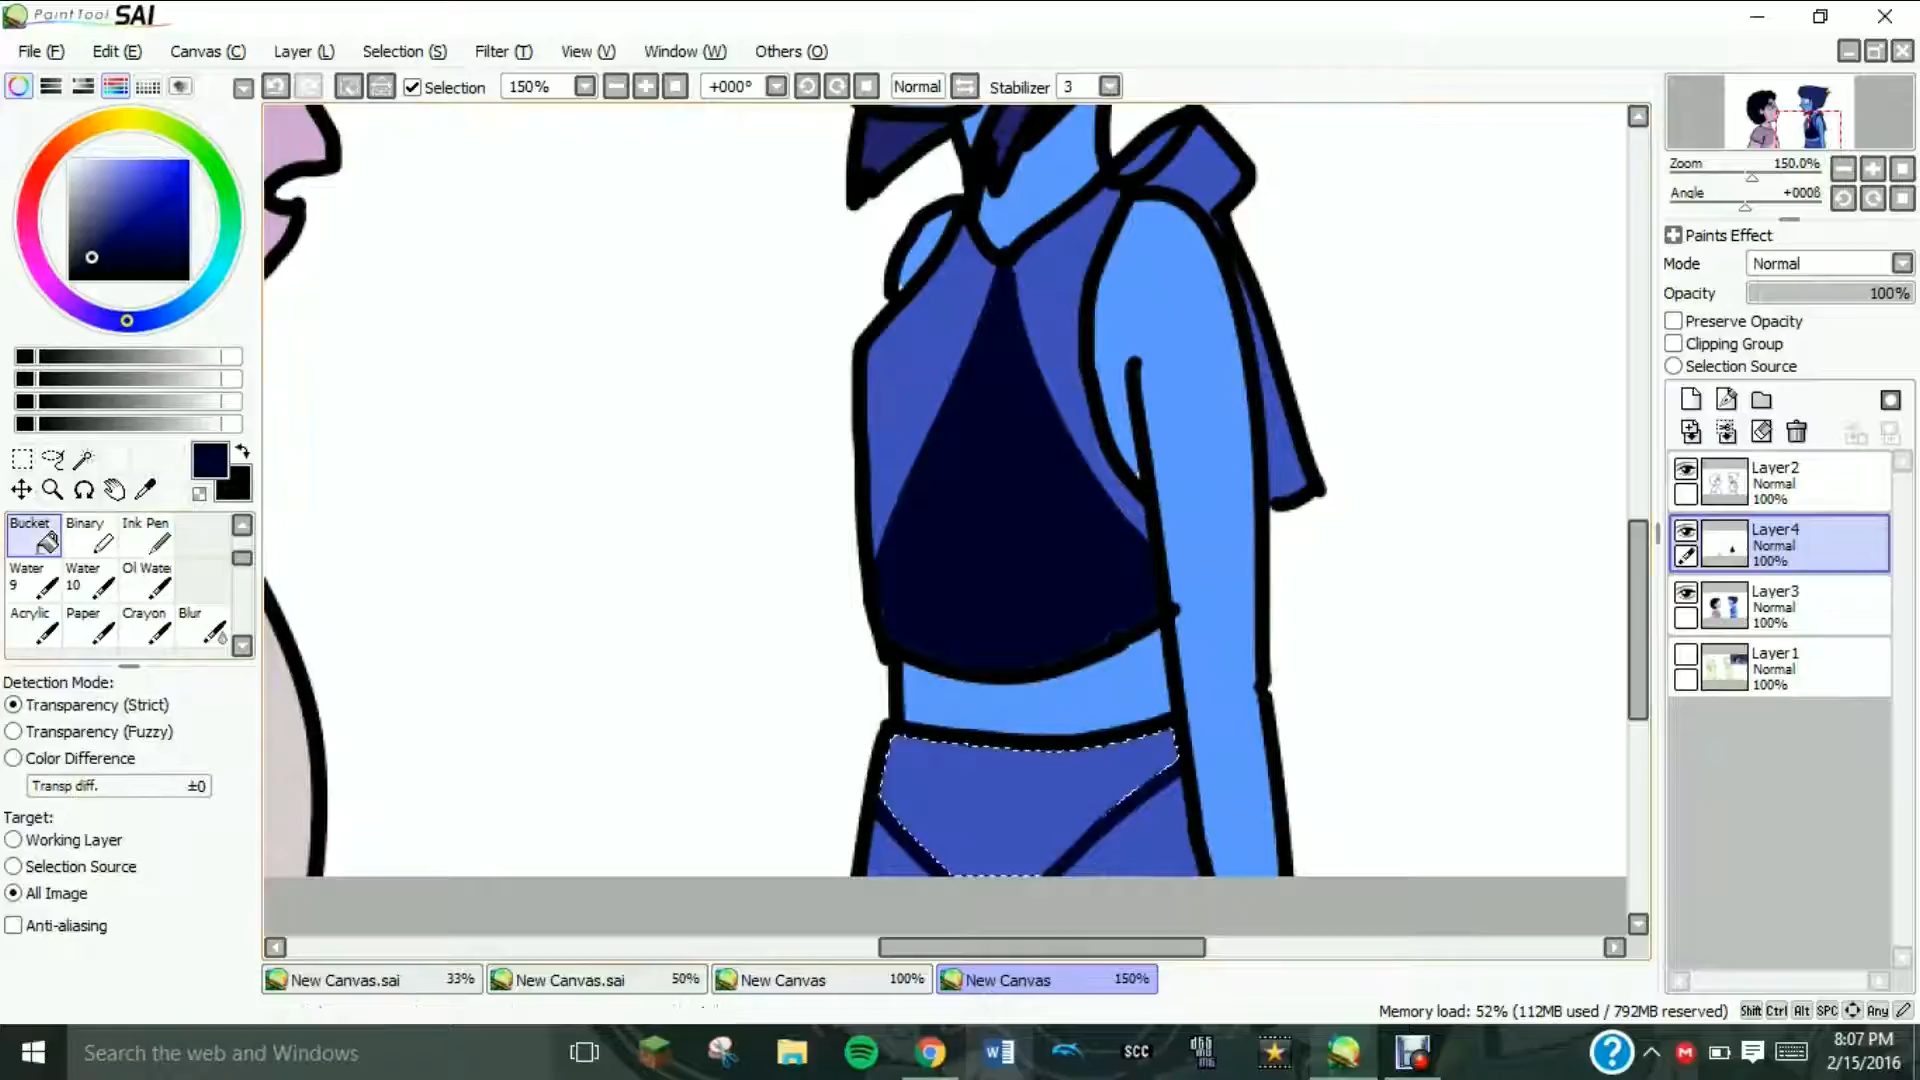 PaintTool SAI
File (F) Edit (E) Canvas (C) Layer (L) Selection (S) Filter (T) View (V) Window (W) Others (O)
Selection 150% +000° Normal Stabilizer 3
Zoom 150.0%
Angle +000ß
Paints Effect
Mode Normal
Opacity 100%
Preserve Opacity
Clipping Group
Selection Source
Bucket Binary Ink Pen
Water 9 Water 10 Oil Wate
Acrylic Paper Crayon Blur
Detection Mode:
Transparency (Strict)
Transparency (Fuzzy)
Color Difference
Transp diff. ±0
Target:
Working Layer
Selection Source
All Image
Anti-aliasing
Layer2
Normal
100%
Layer4
Normal
100%
Layer3
Normal
100%
Layer1
Normal
100%
New Canvas.sai 33% New Canvas.sai 50% New Canvas 100% New Canvas 150%
Memory load: 52% (112MB used / 792MB reserved) Shift Ctrl Alt SPC Any
Search the web and Windows
SCC
8:07 PM
2/15/2016